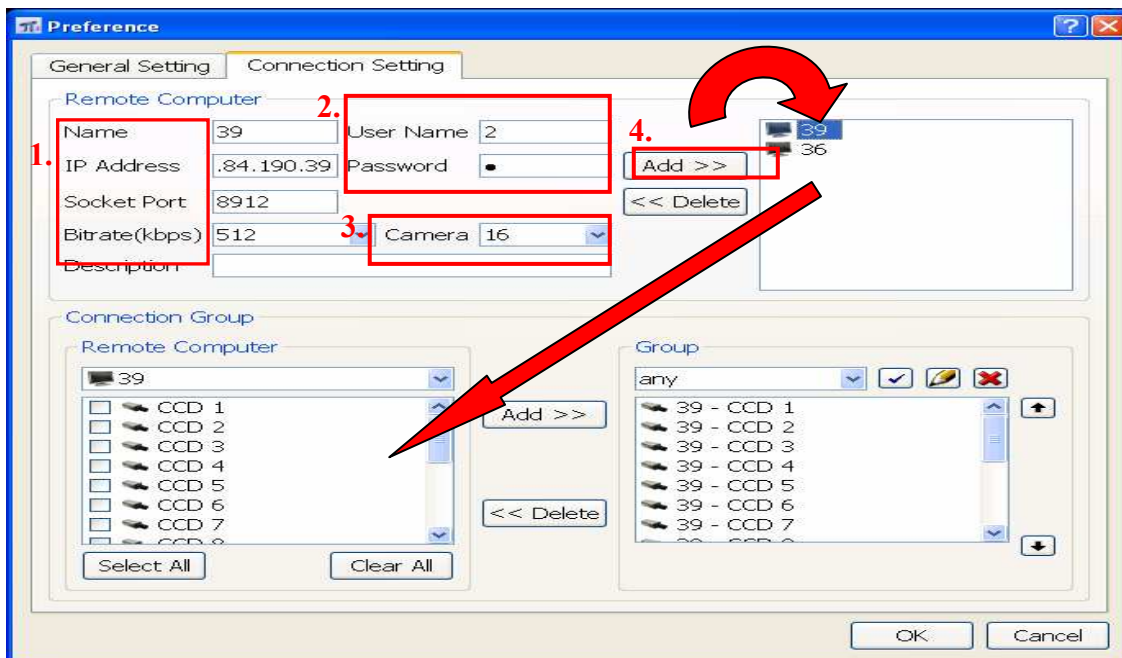 Preference
General Setting Connection Setting
Remote Computer
1.
2.
3.
4.
Name 39 User Name 2
IP Address .84.190.39 Password ●
Add >>
Socket Port 8912
<< Delete
Bitrate(kbps) 512 Camera 16
Description
39
36
Connection Group
Remote Computer
39
CCD 1
CCD 2
CCD 3
CCD 4
CCD 5
CCD 6
CCD 7
Add >>
<< Delete
Select All Clear All
Group
any
39 - CCD 1
39 - CCD 2
39 - CCD 3
39 - CCD 4
39 - CCD 5
39 - CCD 6
39 - CCD 7
OK Cancel